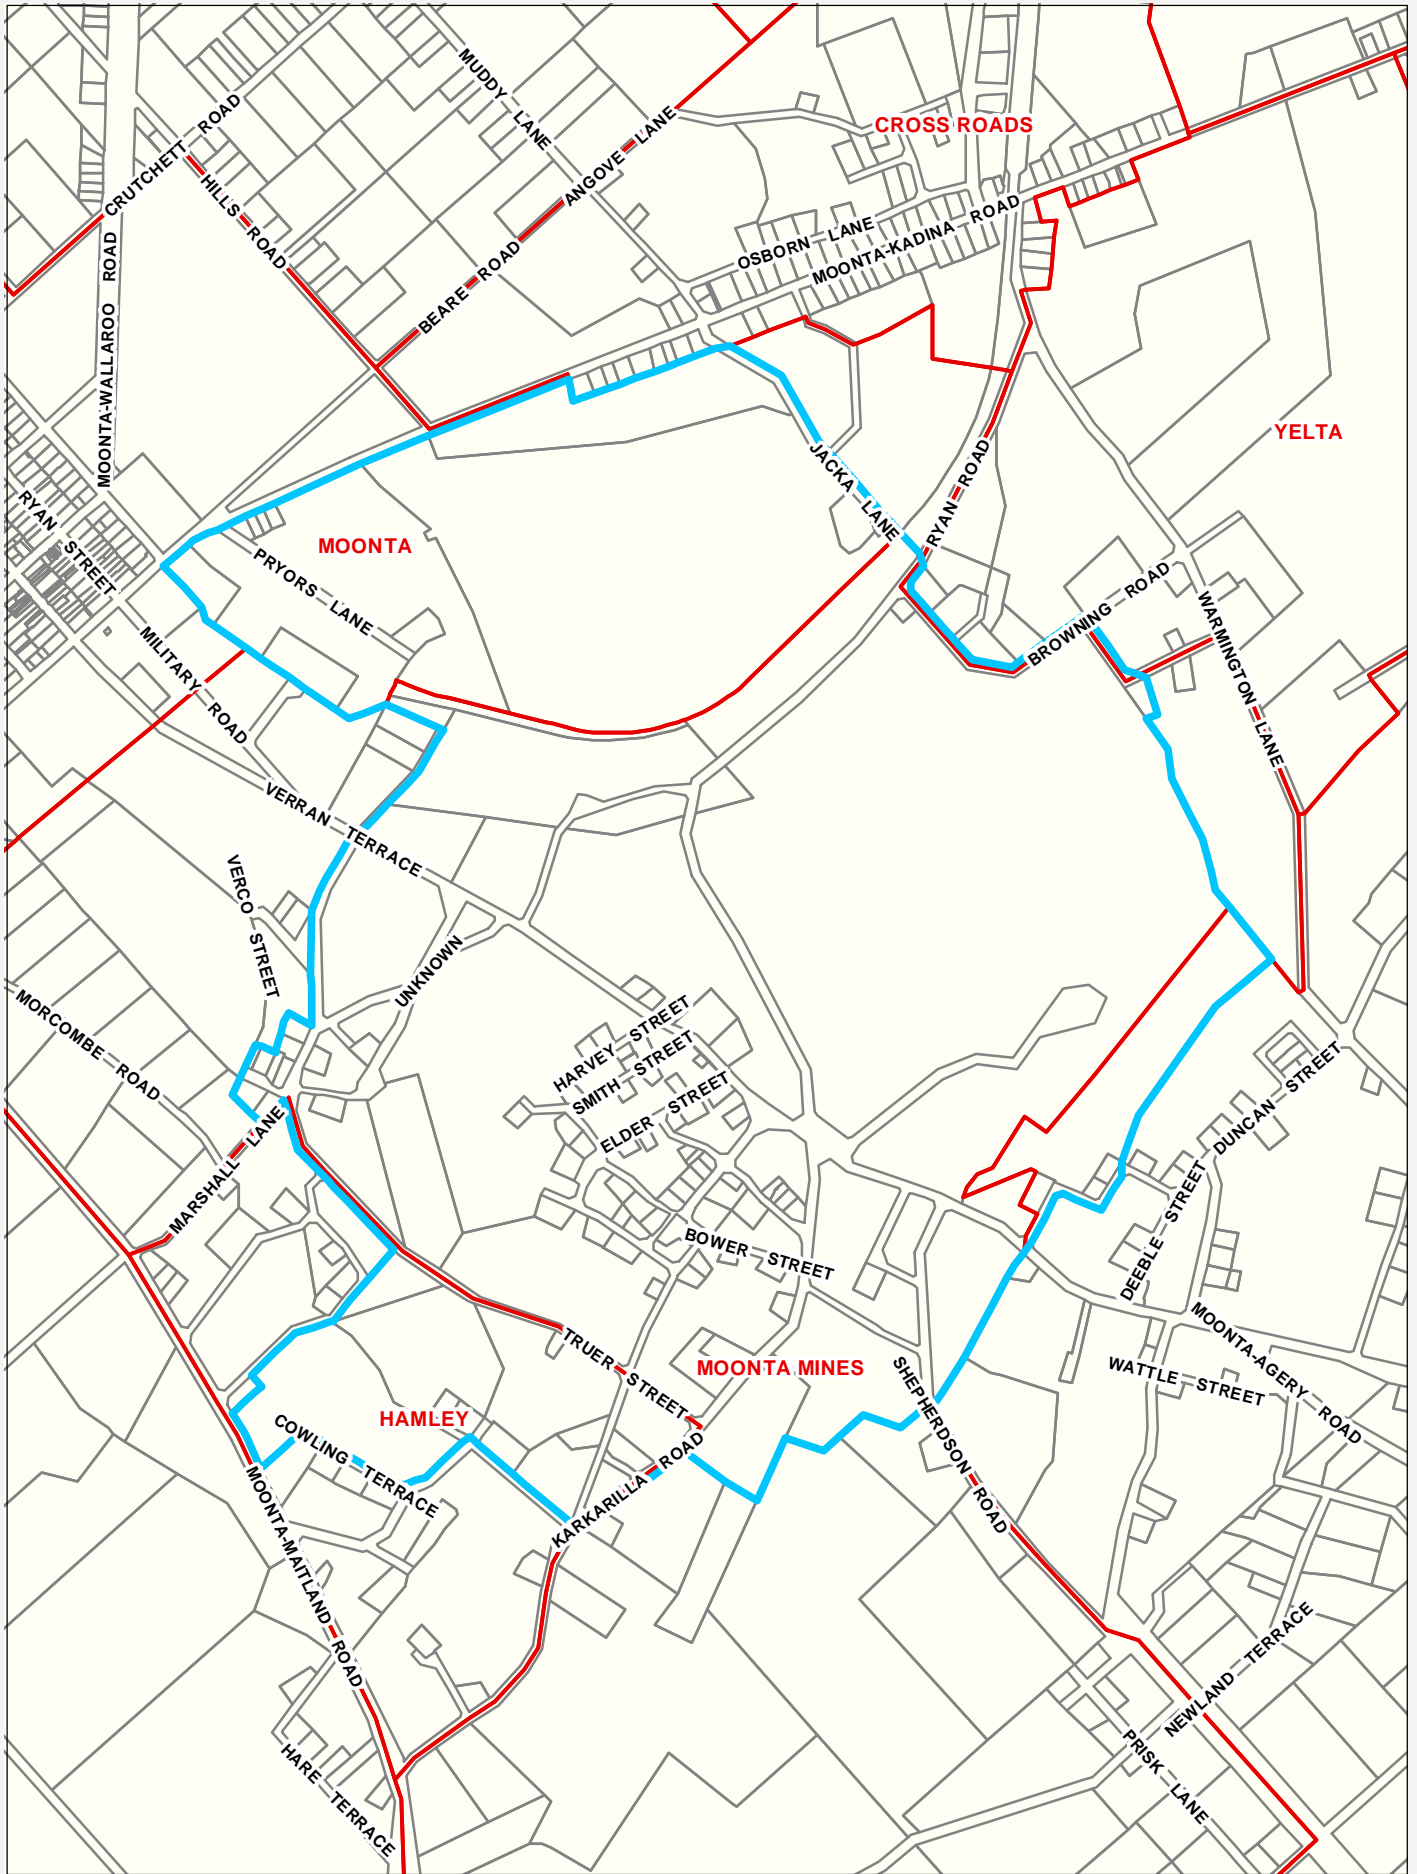 MUDDY LANE
CRUTCHETT ROAD
HILLS ROAD
ANGOVE LANE
CROSS ROADS
MOONTA-WALLAROO ROAD
BEARE ROAD
OSBORN LANE
MOONTA-KADINA ROAD
YELTA
JACKA LANE
RYAN ROAD
RYAN STREET
MOONTA
PRYORS LANE
BROWNING ROAD
WARMINGTON LANE
MILITARY ROAD
VERRAN TERRACE
VERCO STREET
UNKNOWN
MORCOMBE ROAD
HARVEY STREET
SMITH STREET
ELDER STREET
DUNCAN STREET
MARSHALL LANE
DEEBLE STREET
BOWER STREET
TRUER STREET
MOONTA MINES
MOONTA-AGERY ROAD
WATTLE STREET
SHEPHERDSON ROAD
HAMLEY
COWLING TERRACE
KARKARILLA ROAD
MOONTA-MAITLAND ROAD
NEWLAND TERRACE
PRISK LANE
HARE TERRACE